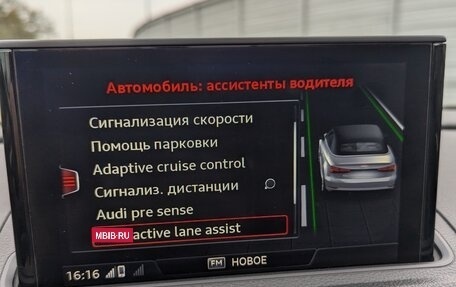 Автомобиль: ассистенты водителя
Сигнализация скорости
Помощь парковки
Adaptive cruise control
Сигнализ. дистанции
Audi pre sense
MBIB·RU active lane assist
16:16 FM НОВОЕ